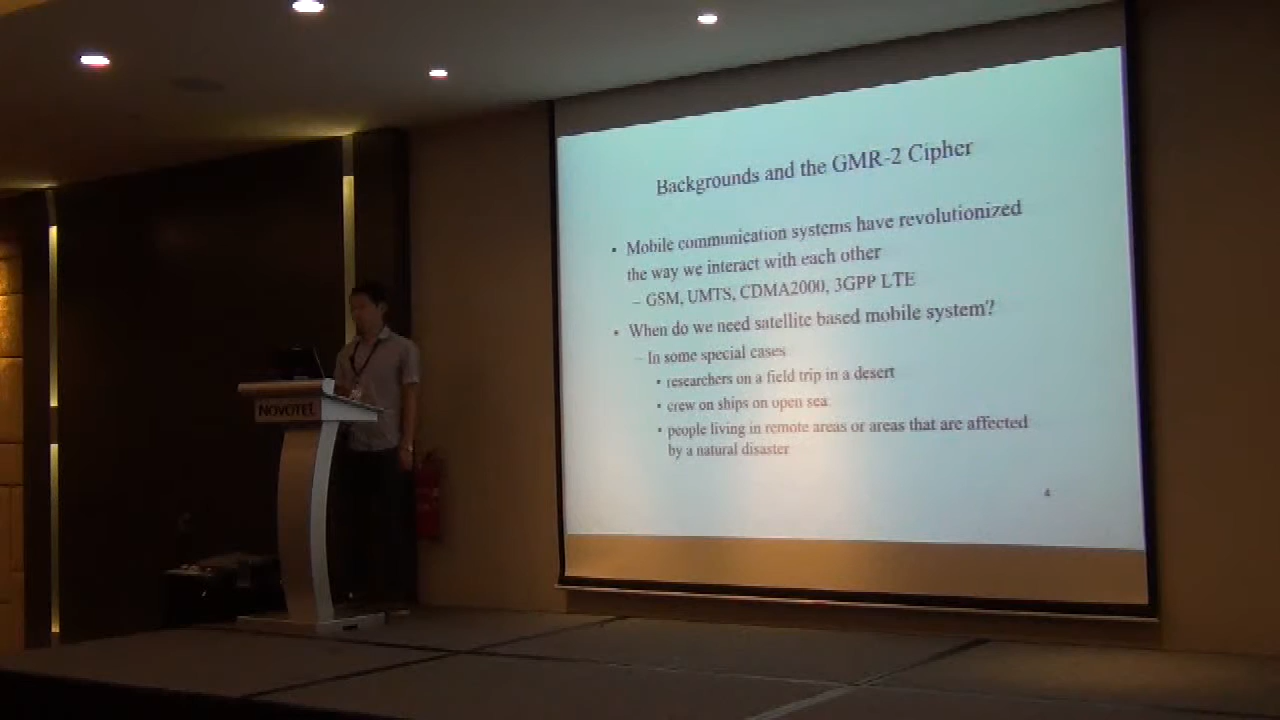 NOVOTEL
Backgrounds and the GMR-2 Cipher
• Mobile communication systems have revolutionized
the way we interact with each other
– GSM, UMTS, CDMA2000, 3GPP LTE
• When do we need satellite based mobile system?
– In some special cases
• researchers on a field trip in a desert
• crew on ships on open sea
• people living in remote areas or areas that are affected
by a natural disaster
4